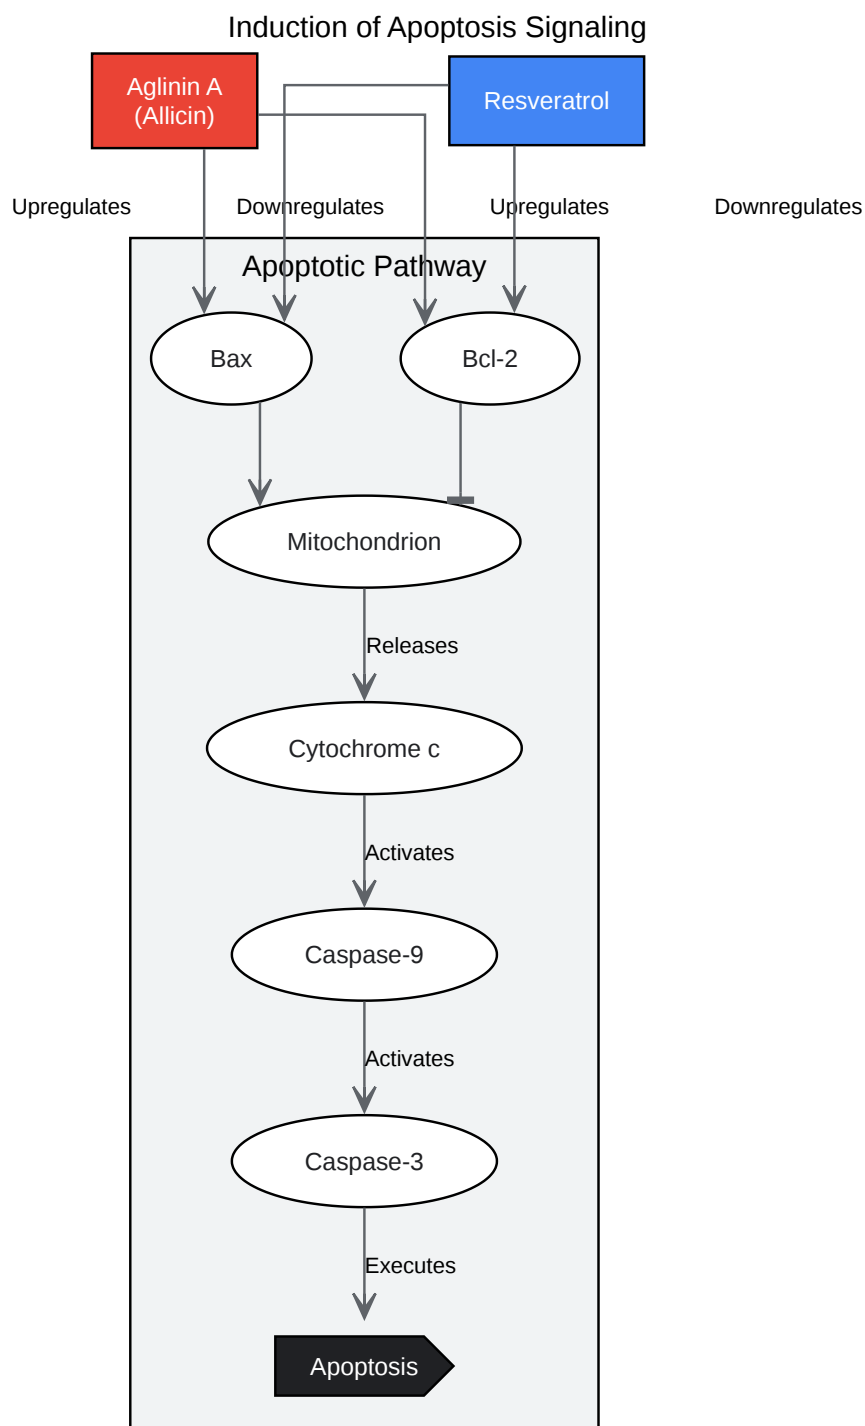 Induction of Apoptosis Signaling
Aglinin A
(Allicin)
Resveratrol
Upregulates
Downregulates
Upregulates
Downregulates
Apoptotic Pathway
Bax
Bcl-2
Mitochondrion
Releases
Cytochrome c
Activates
Caspase-9
Activates
Caspase-3
Executes
Apoptosis